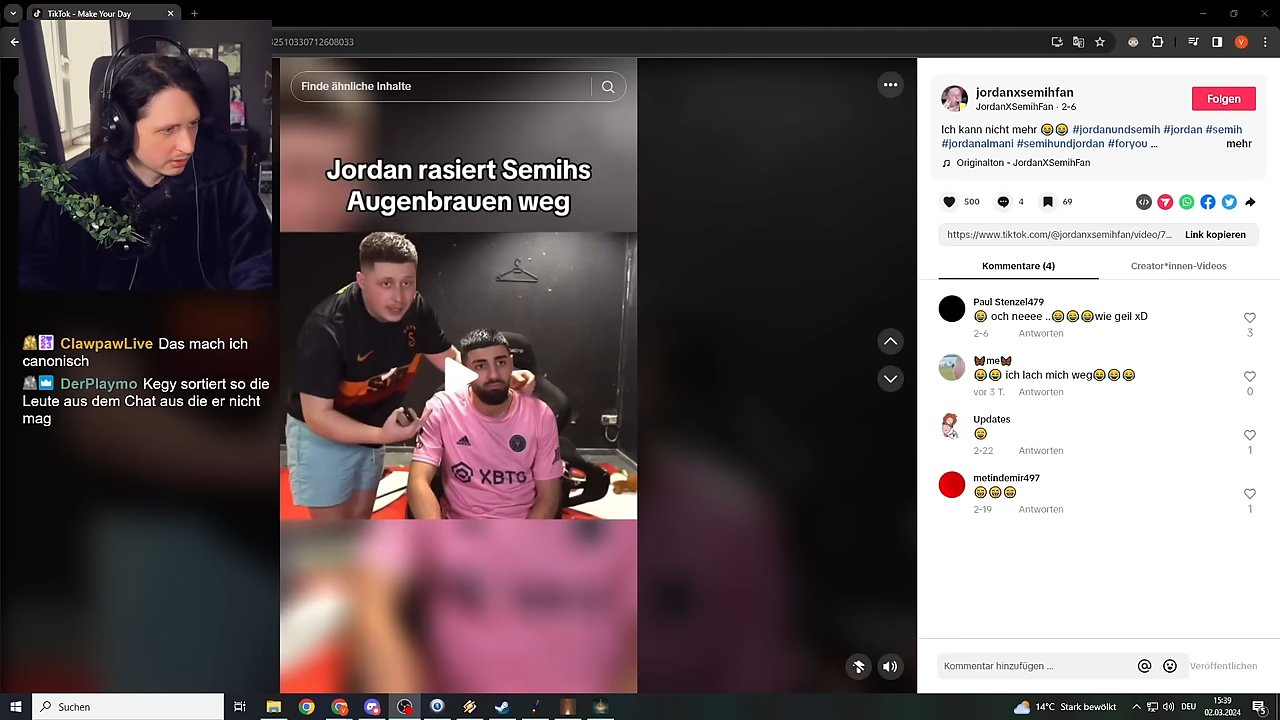 TikTok - Make Your Day
2510330712608033
Finde ähnliche Inhalte
Jordan rasiert Semihs
Augenbrauen weg
XBTO
ClawpawLive Das mach ich
canonisch
DerPlaymo Kegy sortiert so die
Leute aus dem Chat aus die er nicht
mag
V
jordanxsemihfan
JordanXSemihFan · 2-6
Folgen
Ich kann nicht mehr 😂😂 #jordanundsemih #jordan #semih
#jordanalmani #semihundjordan #foryou ...
mehr
Originalton - JordanXSemihFan
500
4
69
https://www.tiktok.com/@jordanxsemihfan/video/7...
Link kopieren
Kommentare (4)
Creator*innen-Videos
Paul Stenzel479
😂 och neeee ..😂😂😂wie geil xD
2-6 Antworten
3
🦋me🦋
😂😂 ich lach mich weg😂😂😂
vor 3 T. Antworten
0
Updates
😂
2-22 Antworten
1
metindemir497
😂😂😂
2-19 Antworten
1
Kommentar hinzufügen ...
Veröffentlichen
Suchen
14°C Stark bewölkt
DEU
15:39
02.03.2024